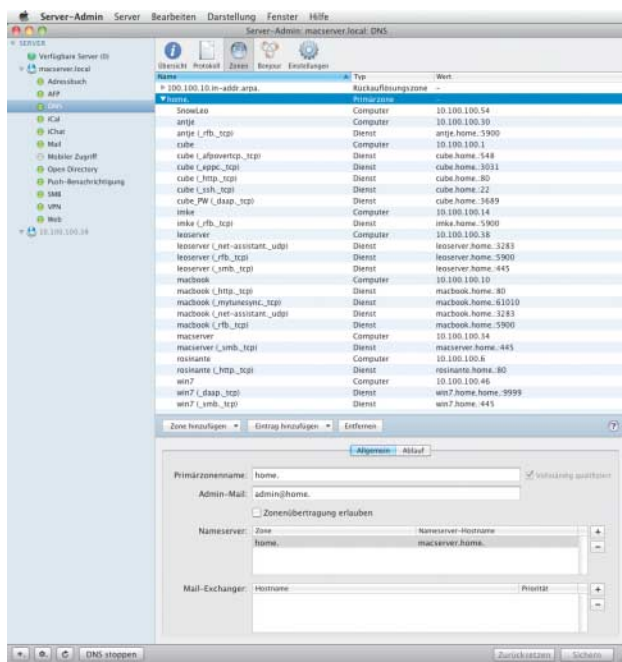 Server-Admin Server Bearbeiten Darstellung Fenster Hilfe
Server-Admin: macserver.local: DNS
SERVER
Verfügbare Server (0)
macserver.local
Adressbuch
AFP
DNS
iCal
iChat
Mail
Mobiler Zugriff
Open Directory
Push-Benachrichtigung
SMB
VPN
Web
10.100.100.38
Übersicht Protokoll Zonen Bonjour Einstellungen
Name Typ Wert
100.100.10.in-addr.arpa. Rückauflösungszone –
home. Primärzone –
SnowLeo Computer 10.100.100.54
antje Computer 10.100.100.30
antje (_rfb._tcp) Dienst antje.home.:5900
cube Computer 10.100.100.1
cube (_afpovertcp._tcp) Dienst cube.home.:548
cube (_eppc._tcp) Dienst cube.home.:3031
cube (_http._tcp) Dienst cube.home.:80
cube (_ssh._tcp) Dienst cube.home.:22
cube_PW (_daap._tcp) Dienst cube.home.:3689
imke Computer 10.100.100.14
imke (_rfb._tcp) Dienst imke.home.:5900
leoserver Computer 10.100.100.38
leoserver (_net-assistant._udp) Dienst leoserver.home.:3283
leoserver (_rfb._tcp) Dienst leoserver.home.:5900
leoserver (_smb._tcp) Dienst leoserver.home.:445
macbook Computer 10.100.100.10
macbook (_http._tcp) Dienst macbook.home.:80
macbook (_mytunesync._tcp) Dienst macbook.home.:61010
macbook (_net-assistant._udp) Dienst macbook.home.:3283
macbook (_rfb._tcp) Dienst macbook.home.:5900
macserver Computer 10.100.100.34
macserver (_smb._tcp) Dienst macserver.home.:445
rosinante Computer 10.100.100.6
rosinante (_http._tcp) Dienst rosinante.home.:80
win7 Computer 10.100.100.46
win7 (_daap._tcp) Dienst win7.home.home.:9999
win7 (_smb._tcp) Dienst win7.home.:445
Zone hinzufügen Eintrag hinzufügen Entfernen ?
Allgemein Ablauf
Primärzonenname: home. Vollständig qualifiziert
Admin-Mail: admin@home.
Zonenübertragung erlauben
Nameserver: Zone Nameserver-Hostname +
home. macserver.home. –
Mail-Exchanger: Hostname Priorität +
–
+ DNS stoppen Zurücksetzen Sichern